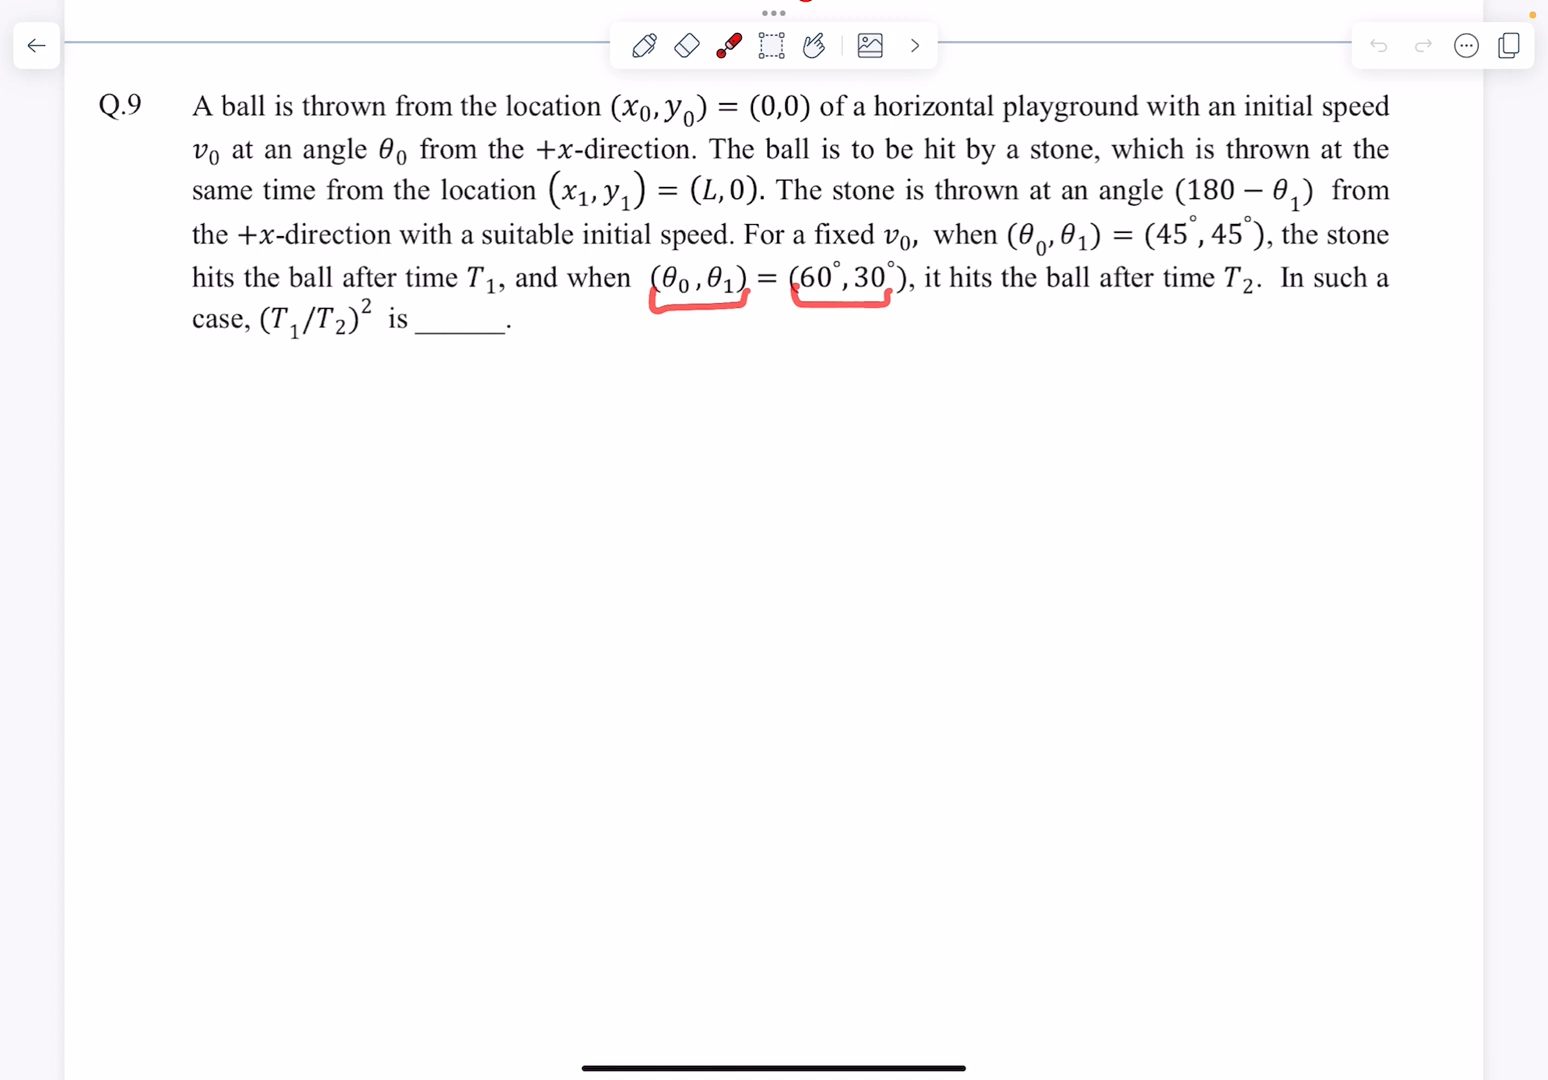 Q.9 A ball is thrown from the location (x₀, y₀) = (0,0) of a horizontal playground with an initial speed
v₀ at an angle θ₀ from the +x-direction. The ball is to be hit by a stone, which is thrown at the
same time from the location (x₁, y₁) = (L, 0). The stone is thrown at an angle (180 − θ₁) from
the +x-direction with a suitable initial speed. For a fixed v₀, when (θ₀, θ₁) = (45°, 45°), the stone
hits the ball after time T₁, and when (θ₀, θ₁) = (60°, 30°), it hits the ball after time T₂. In such a
case, (T₁/T₂)² is ______.